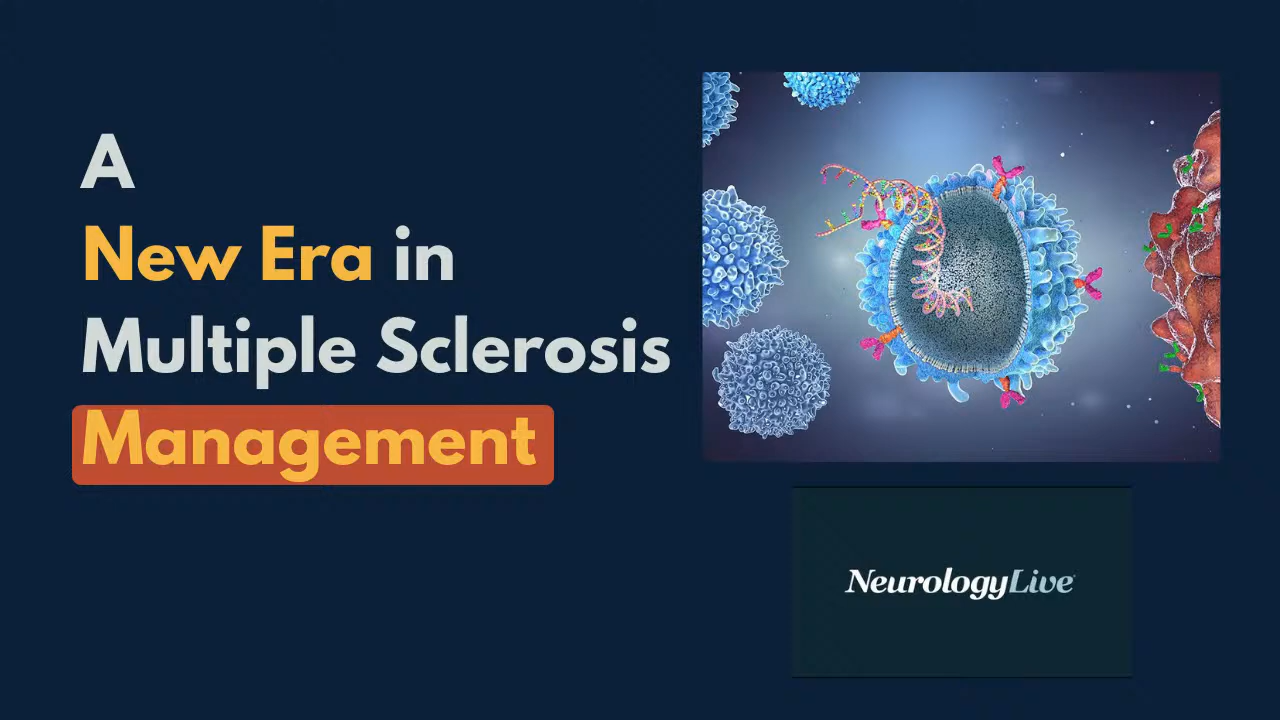 A
New Era in
Multiple Sclerosis
Management
NeurologyLive